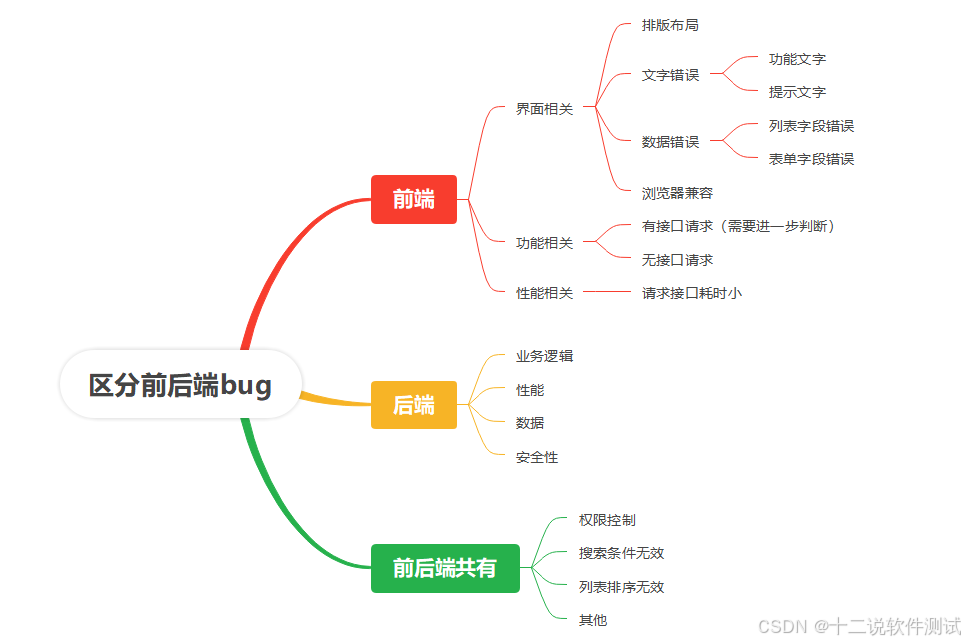 区分前后端bug
前端
界面相关
排版布局
文字错误
功能文字
提示文字
数据错误
列表字段错误
表单字段错误
浏览器兼容
功能相关
有接口请求（需要进一步判断）
无接口请求
性能相关
请求接口耗时小
后端
业务逻辑
性能
数据
安全性
前后端共有
权限控制
搜索条件无效
列表排序无效
其他
CSDN @十二说软件测试